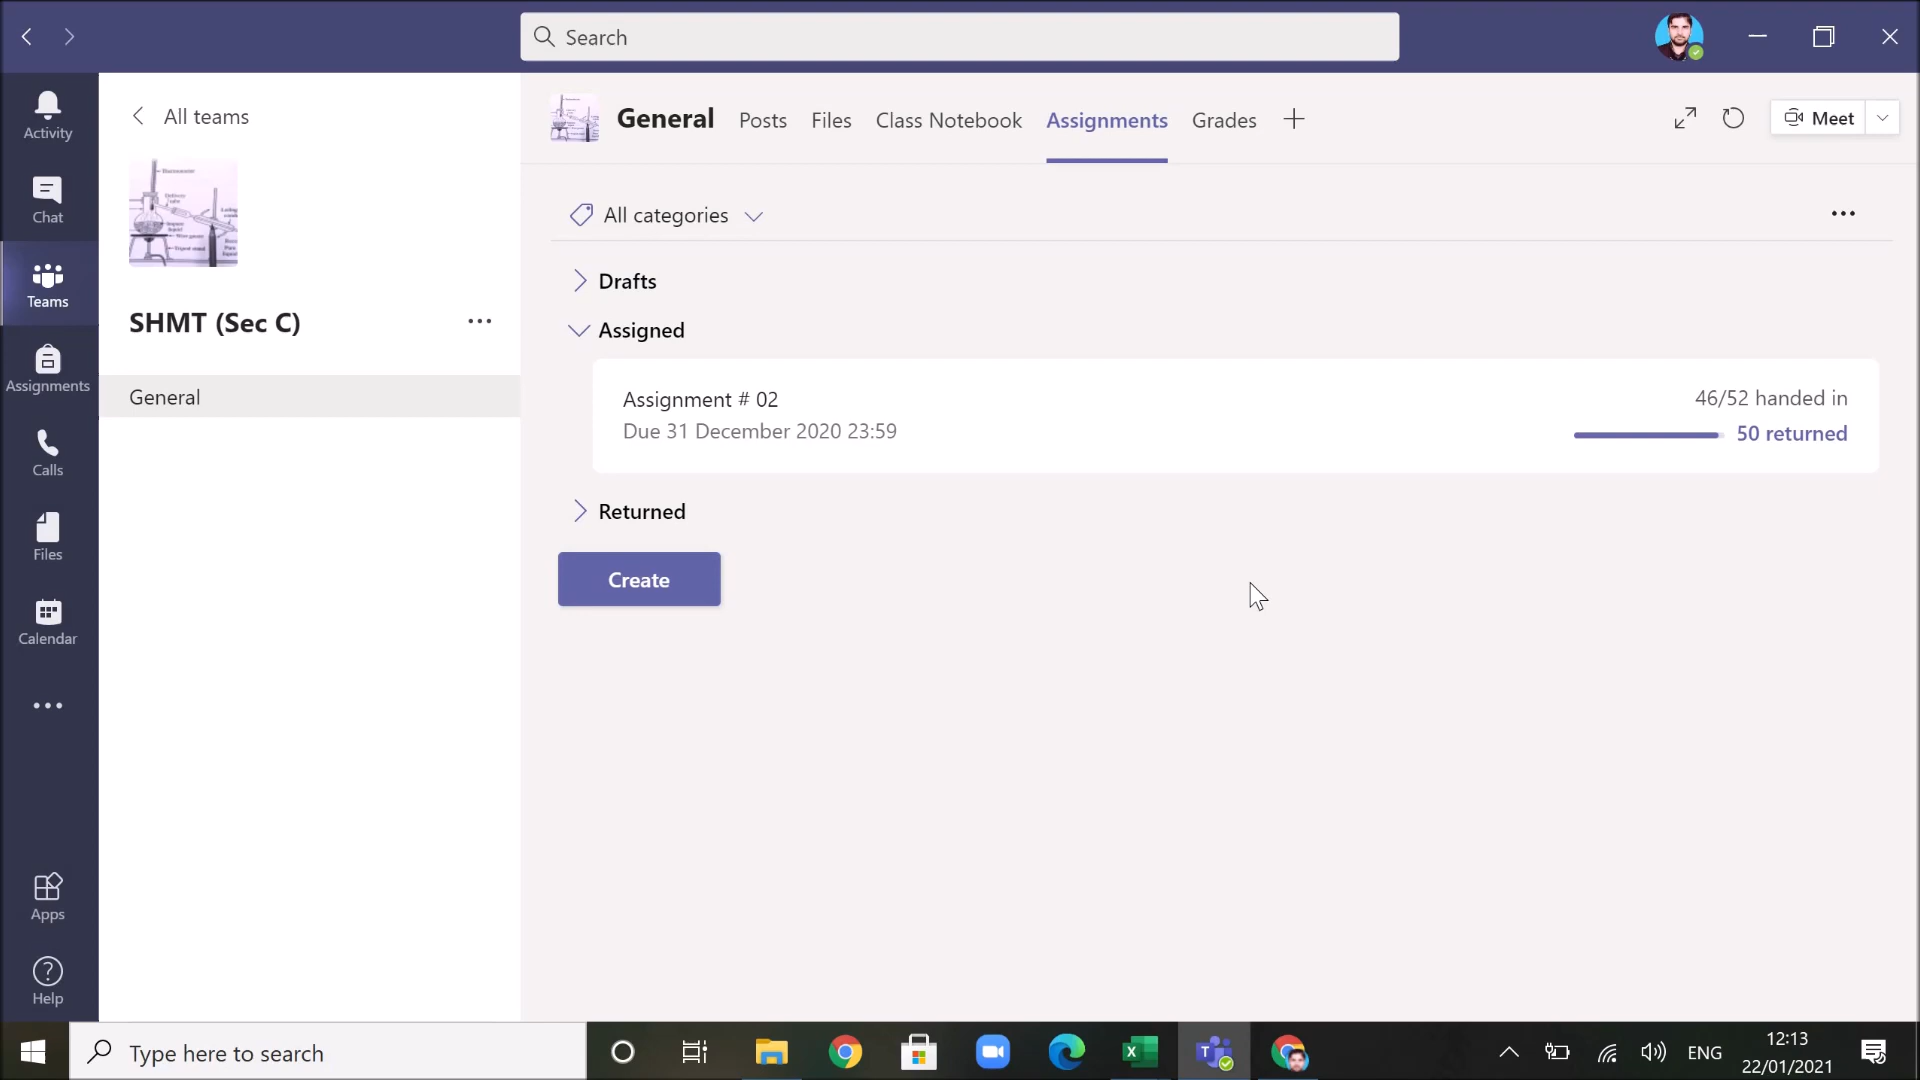 Search
Activity
Chat
Teams
Assignments
Calls
Files
Calendar
Apps
Help
All teams
SHMT (Sec C)
General
General
Posts
Files
Class Notebook
Assignments
Grades
Meet
All categories
Drafts
Assigned
Assignment # 02
46/52 handed in
Due 31 December 2020 23:59
50 returned
Returned
Create
Type here to search
ENG
12:13
22/01/2021